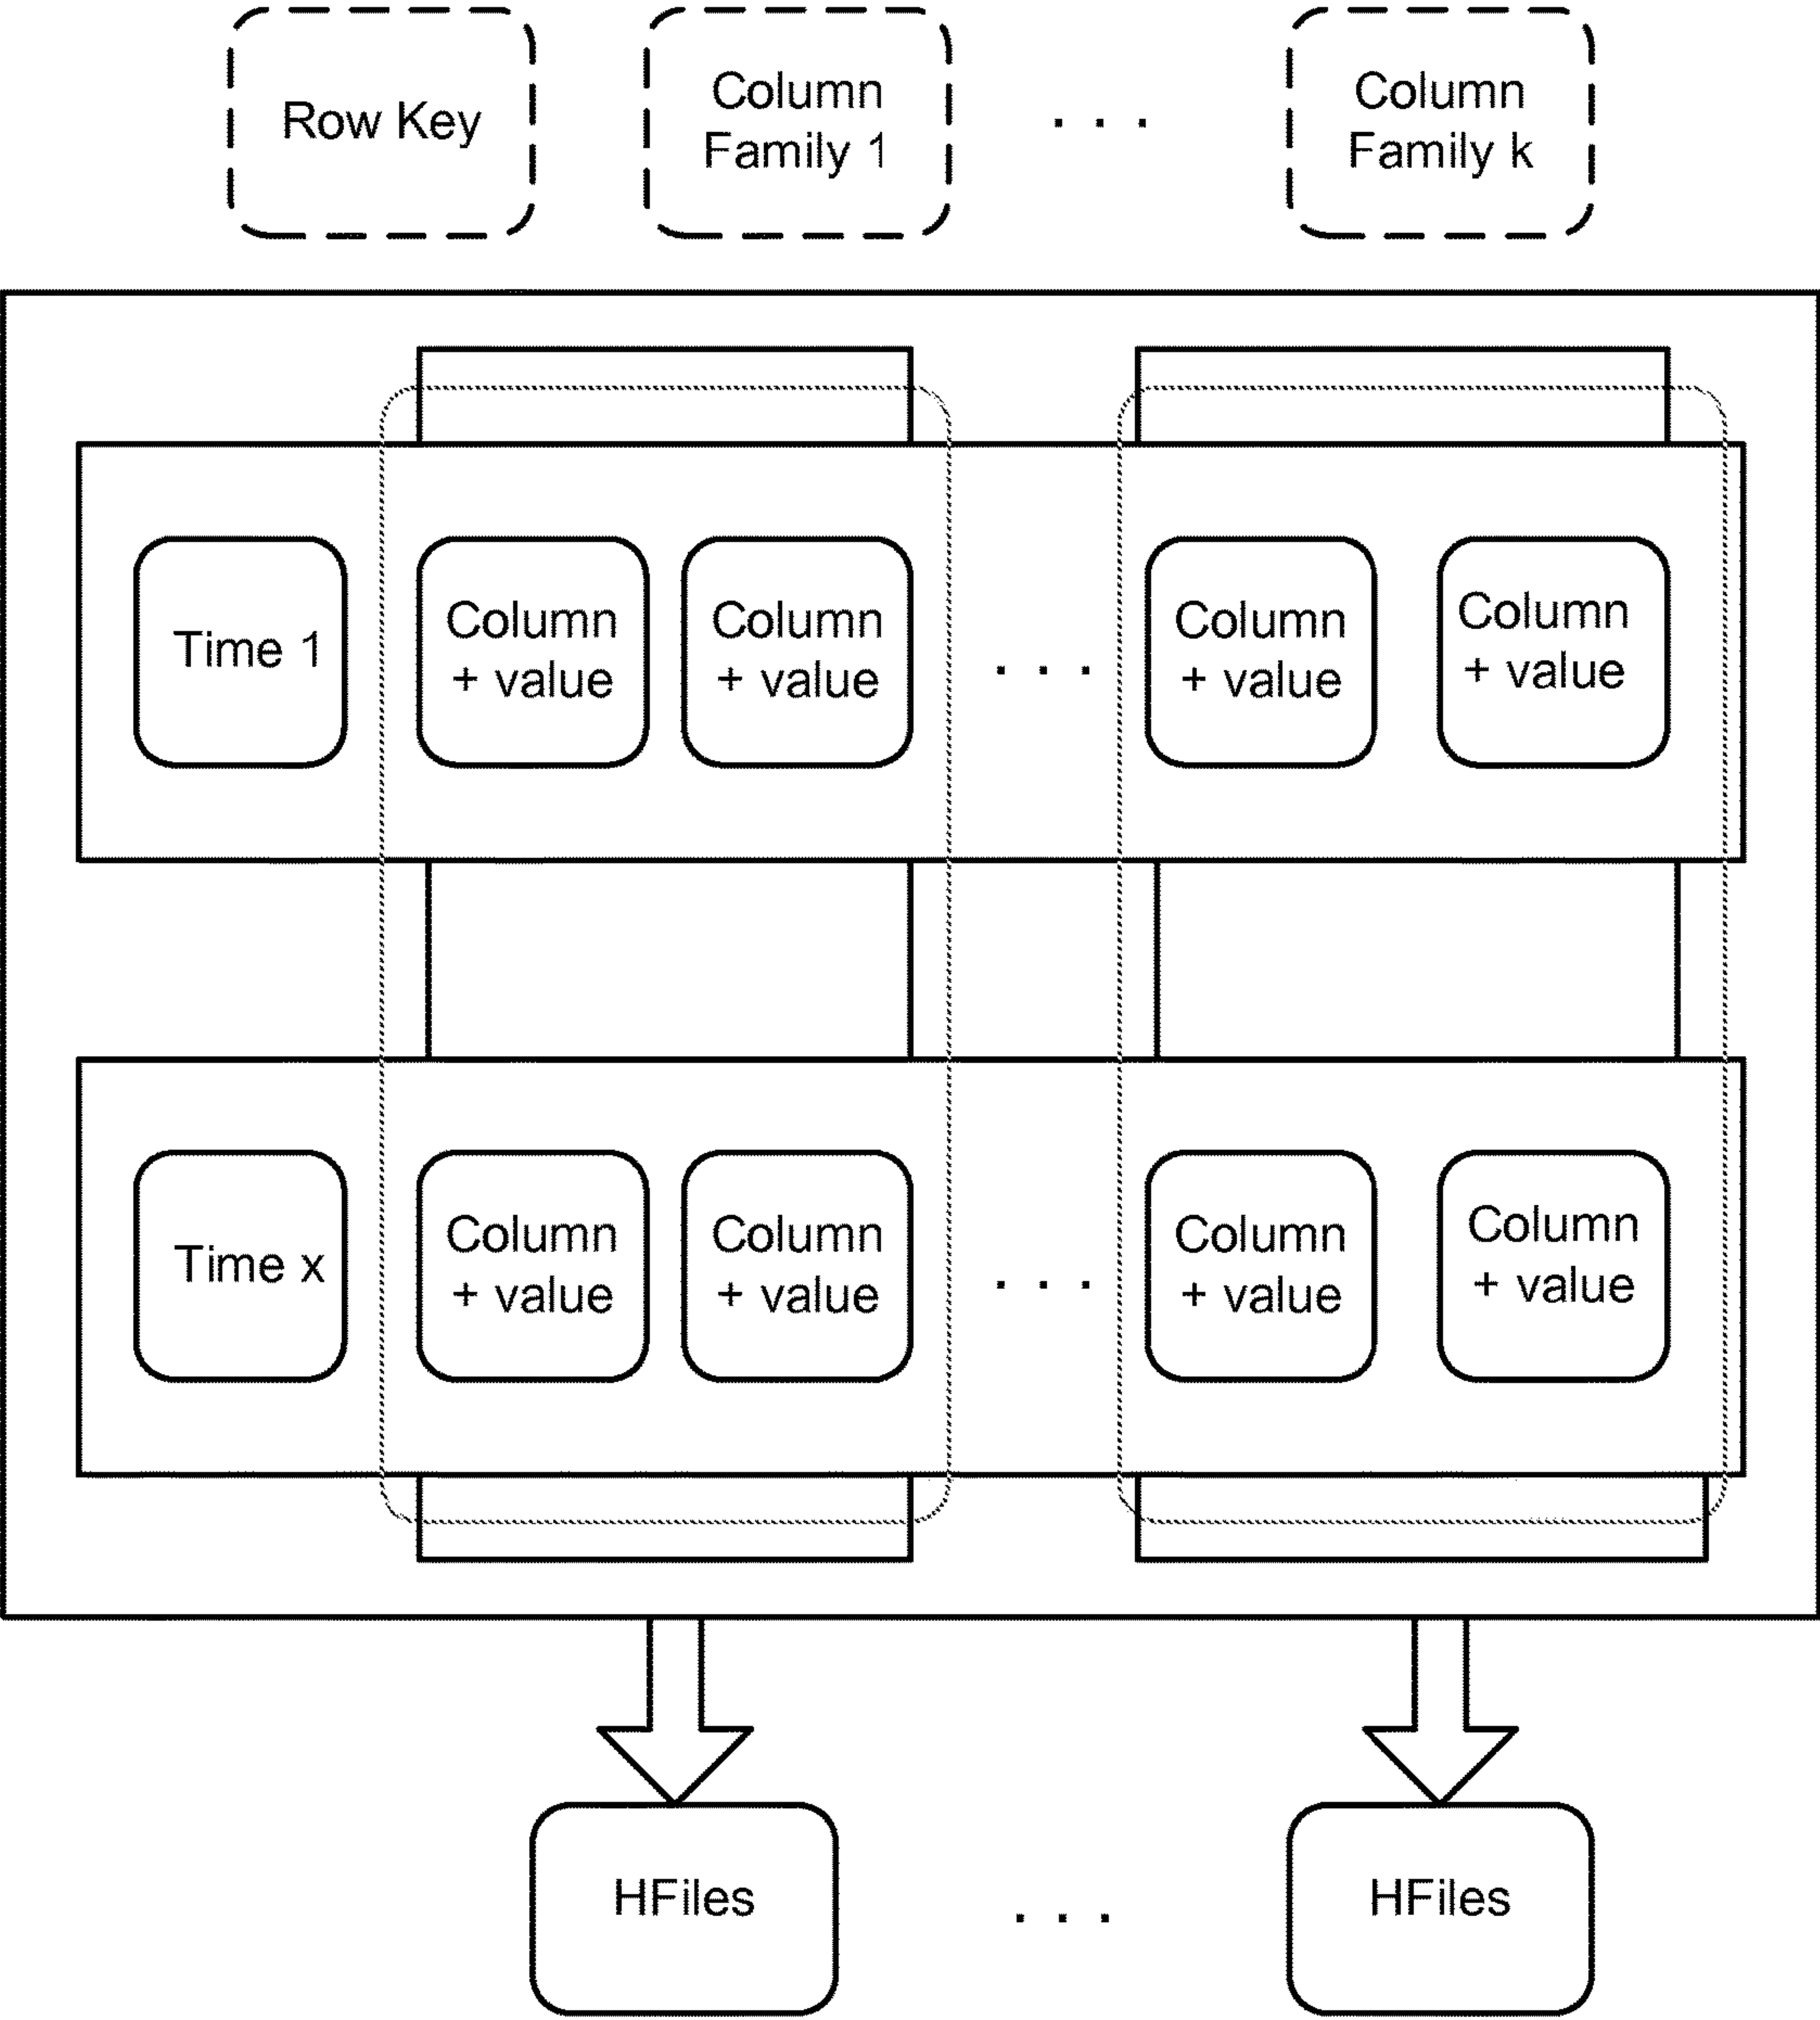 Row Key
Column
Family 1
. . .
Column
Family k
Time 1
Column
+ value
Column
+ value
. . .
Column
+ value
Column
+ value
Time x
Column
+ value
Column
+ value
. . .
Column
+ value
Column
+ value
HFiles
. . .
HFiles